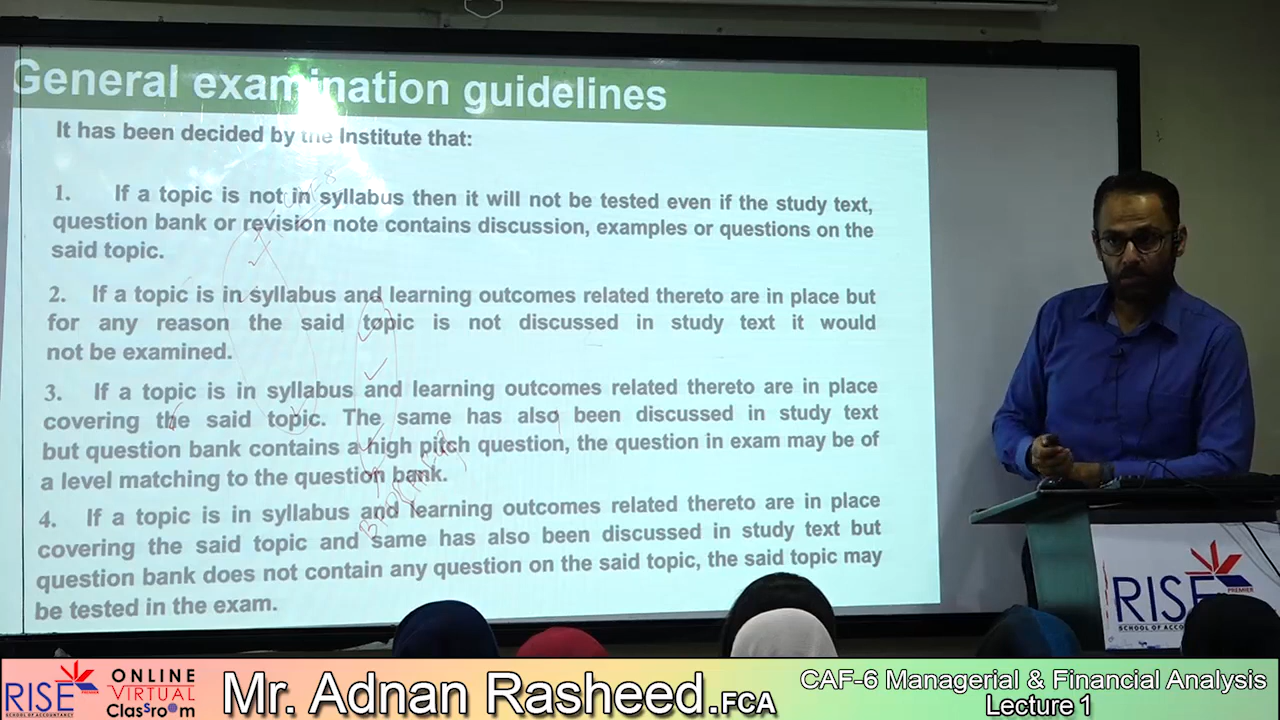 General examination guidelines
It has been decided by the Institute that:
1. If a topic is not in syllabus then it will not be tested even if the study text,
question bank or revision note contains discussion, examples or questions on the
said topic.
2. If a topic is in syllabus and learning outcomes related thereto are in place but
for any reason the said topic is not discussed in study text it would
not be examined.
3. If a topic is in syllabus and learning outcomes related thereto are in place
covering the said topic. The same has also been discussed in study text
but question bank contains a high pitch question, the question in exam may be of
a level matching to the question bank.
4. If a topic is in syllabus and learning outcomes related thereto are in place
covering the said topic and same has also been discussed in study text but
question bank does not contain any question on the said topic, the said topic may
be tested in the exam.
RISE
PREMIER
SCHOOL OF ACCO
RISE
PREMIER
SCHOOL OF ACCOUNTANCY
ONLINE
VIRTUAL
ClassrOOm
Mr. Adnan Rasheed.FCA
CAF-6 Managerial & Financial Analysis
Lecture 1